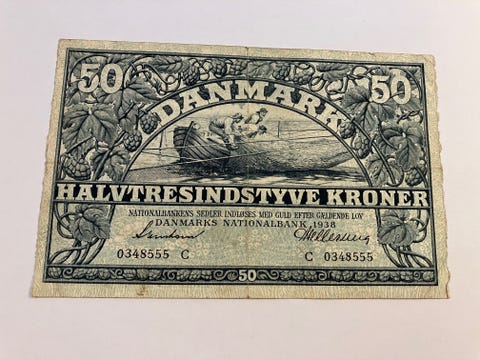 50 50
DANMARK
HALVTRESINDSTYVE KRONER
NATIONALBANKENS SEDLER INDLØSES MED GULD EFTER GÆLDENDE LOV
DANMARKS NATIONALBANK, 1938
0348555 C C 0348555
50